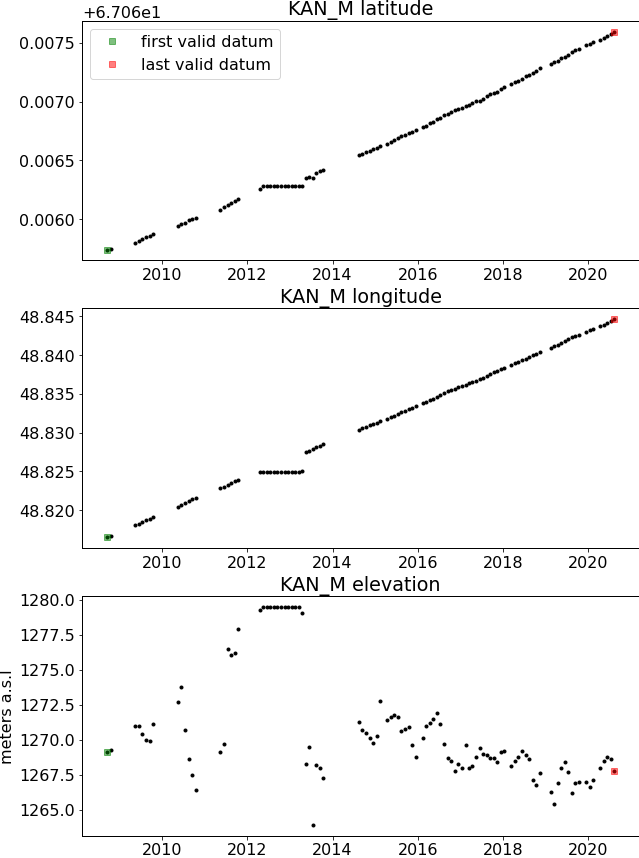 KAN_M latitude
+6.706e1
first valid datum
last valid datum
0.0075
0.0070
0.0065
0.0060
2010 2012 2014 2016 2018 2020
KAN_M longitude
48.845
48.840
48.835
48.830
48.825
48.820
2010 2012 2014 2016 2018 2020
KAN_M elevation
meters a.s.l
1280.0
1277.5
1275.0
1272.5
1270.0
1267.5
1265.0
2010 2012 2014 2016 2018 2020